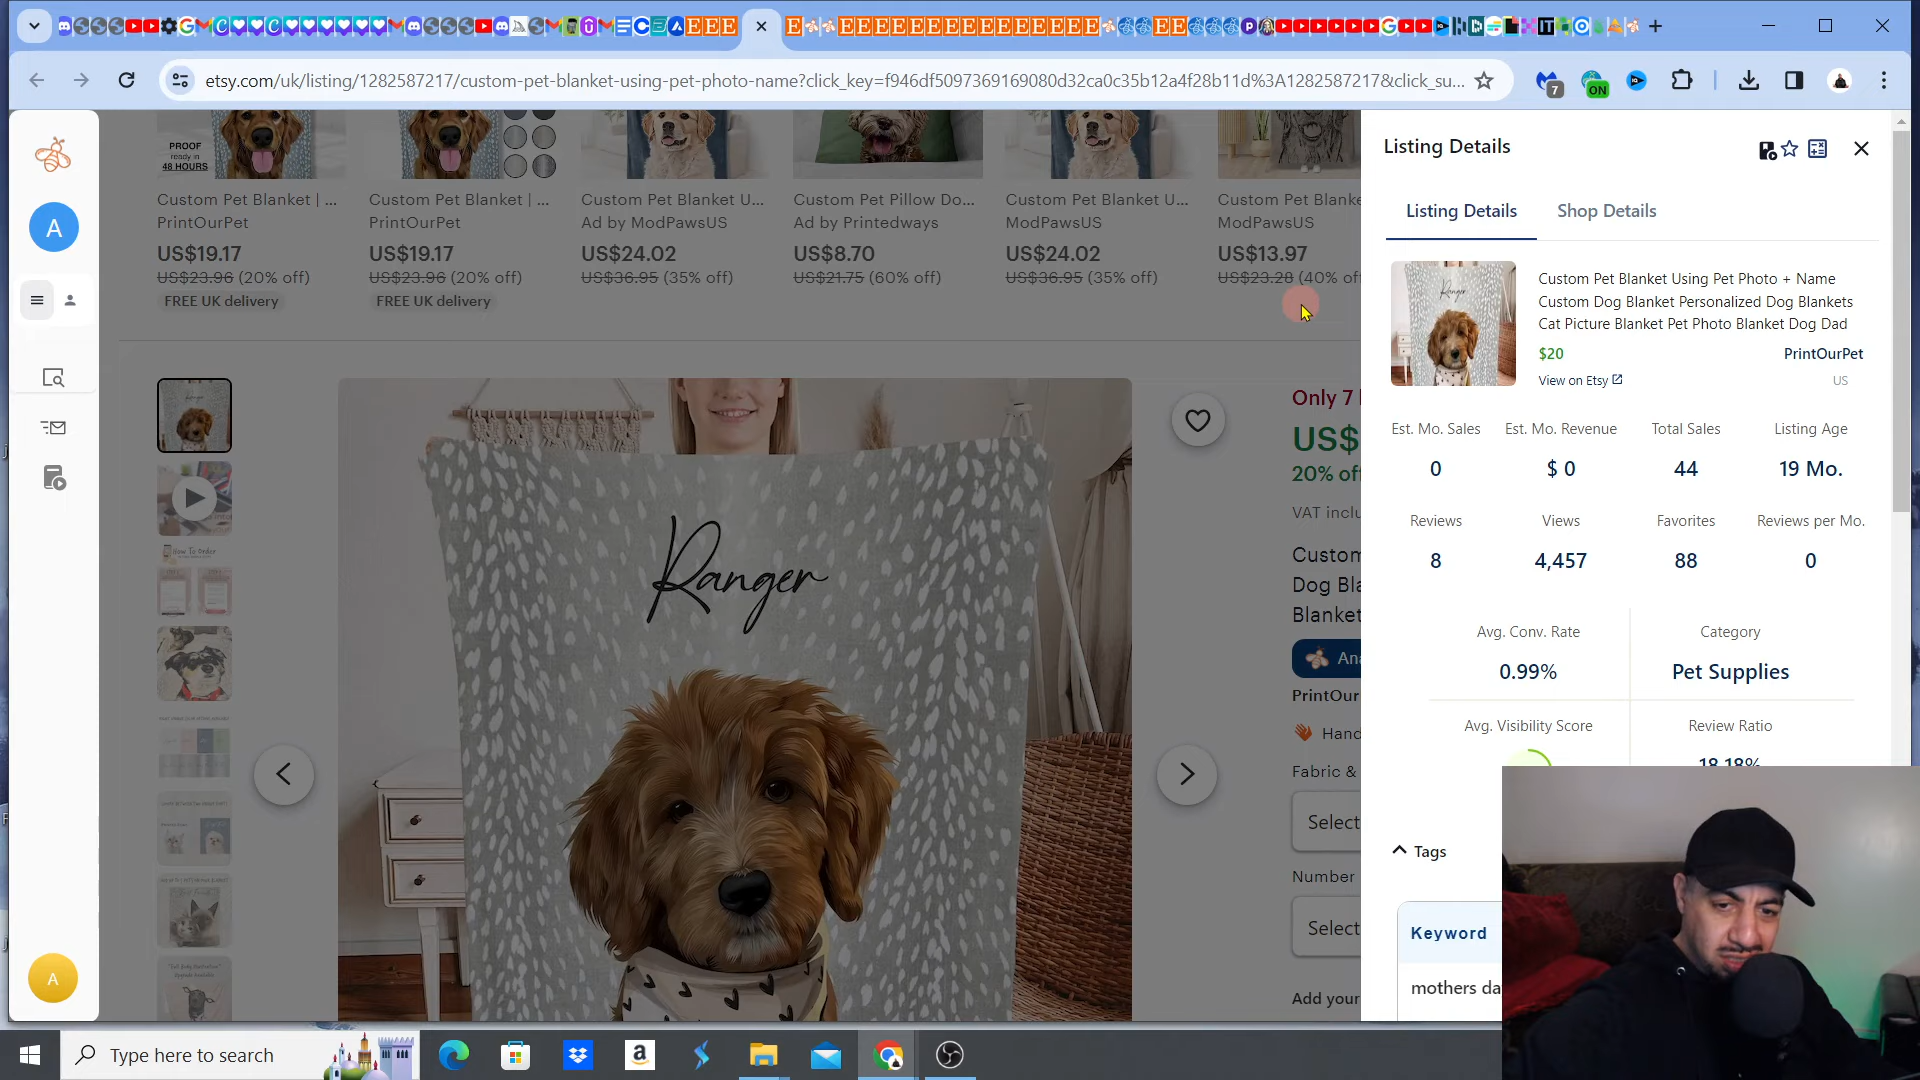 etsy.com/uk/listing/1282587217/custom-pet-blanket-using-pet-photo-name?click_key=f946df5097369169080d32ca0c35b12a4f28b11d%3A1282587217&click_su...
7
ON
PROOF
ready in
48 HOURS
Custom Pet Blanket | ...
PrintOurPet
US$19.17
US$23.96 (20% off)
FREE UK delivery
Custom Pet Blanket | ...
PrintOurPet
US$19.17
US$23.96 (20% off)
FREE UK delivery
Custom Pet Blanket U...
Ad by ModPawsUS
US$24.02
US$36.95 (35% off)
Custom Pet Pillow Do...
Ad by Printedways
US$8.70
US$21.75 (60% off)
Custom Pet Blanket U...
ModPawsUS
US$24.02
US$36.95 (35% off)
Custom Pet Blanke
ModPawsUS
US$13.97
US$23.28 (40% of
A
A
How To Order
Ranger
Only 7
US$
20% off
VAT inclu
Custom
Dog Bla
Blanket
Ana
PrintOur
Hand
Fabric &
Select
Number
Select
Add your
Listing Details
Listing Details
Shop Details
Ranger
Custom Pet Blanket Using Pet Photo + Name
Custom Dog Blanket Personalized Dog Blankets
Cat Picture Blanket Pet Photo Blanket Dog Dad
$20
PrintOurPet
View on Etsy
US
Est. Mo. Sales
Est. Mo. Revenue
Total Sales
Listing Age
0
$ 0
44
19 Mo.
Reviews
Views
Favorites
Reviews per Mo.
8
4,457
88
0
Avg. Conv. Rate
Category
0.99%
Pet Supplies
Avg. Visibility Score
Review Ratio
18.18%
Tags
Keyword
mothers da
Type here to search